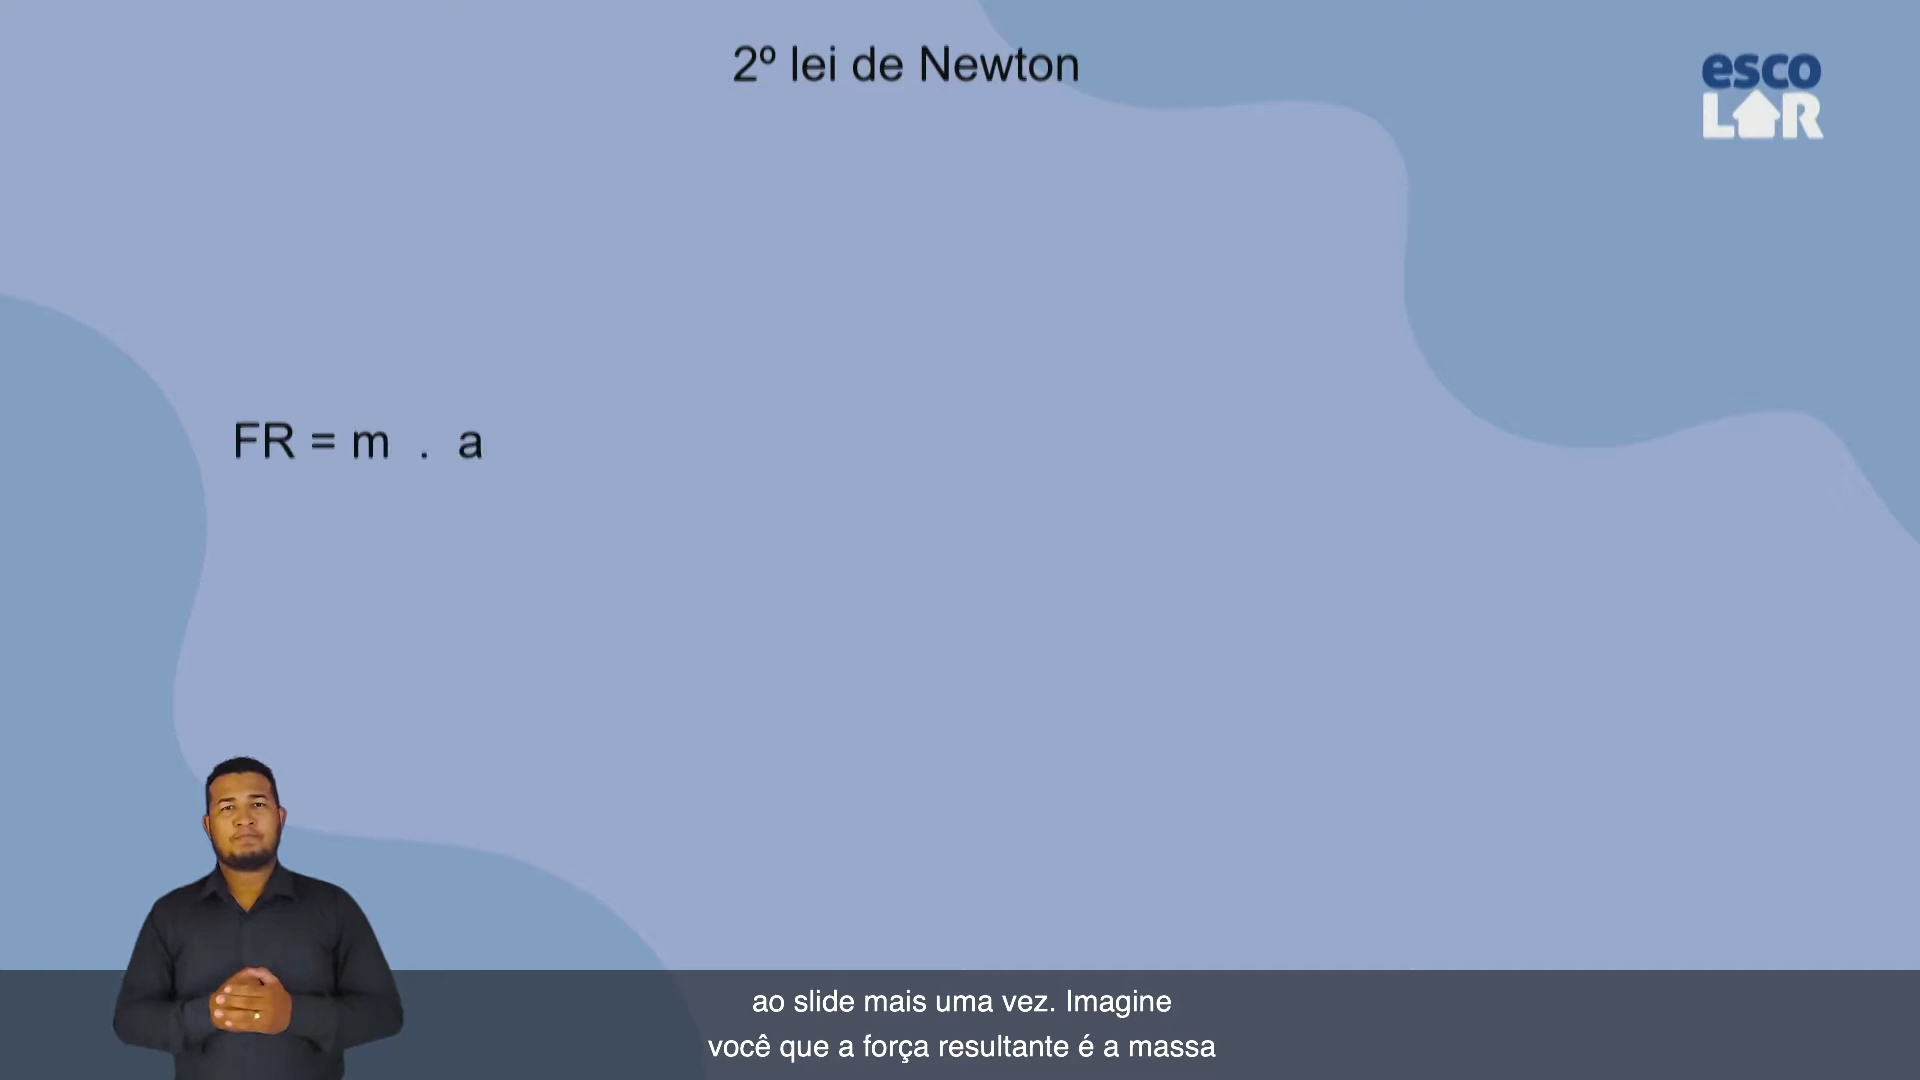 2º lei de Newton
esco
LAR
FR = m . a
ao slide mais uma vez. Imagine
você que a força resultante é a massa